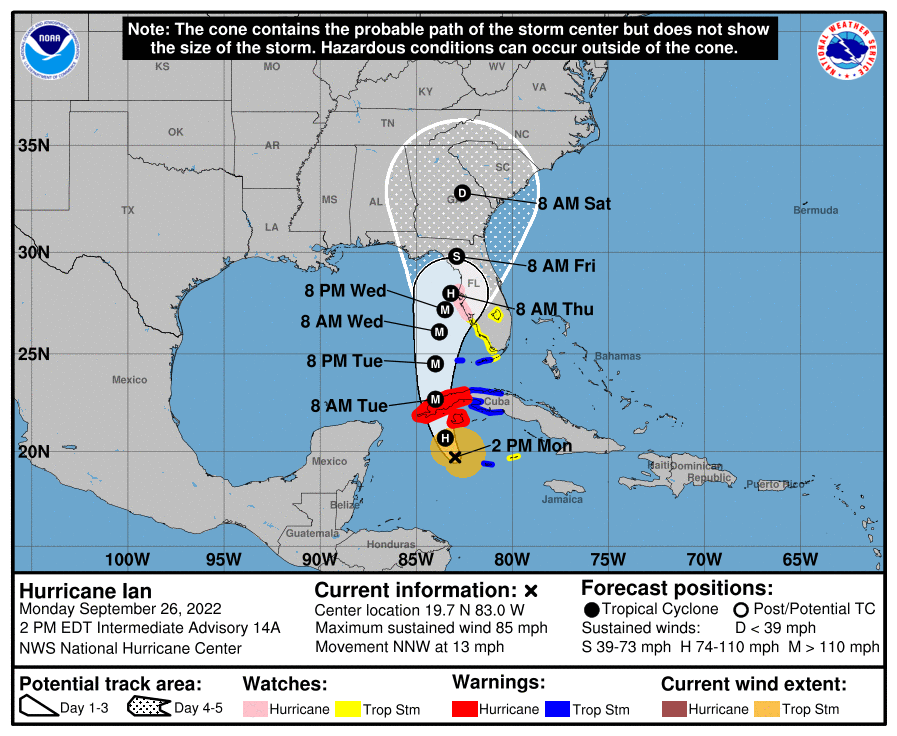 Note: The cone contains the probable path of the storm center but does not show
the size of the storm. Hazardous conditions can occur outside of the cone.
NOAA
NATIONAL WEATHER SERVICE
KS
MO
WV
VA
KY
TN
NC
OK
AR
SC
35N
MS
AL
GA
D
8 AM Sat
TX
LA
Bermuda
30N
S
8 AM Fri
FL
8 PM Wed
H
8 AM Thu
M
8 AM Wed
M
25N
8 PM Tue
M
Bahamas
Mexico
8 AM Tue
M
Cuba
H
2 PM Mon
20N
Mexico
Haiti
Dominican
Republic
Puerto Rico
Jamaica
Belize
Guatemala
Honduras
100W
95W
90W
85W
80W
75W
70W
65W
Hurricane Ian
Monday September 26, 2022
2 PM EDT Intermediate Advisory 14A
NWS National Hurricane Center
Current information: ×
Center location 19.7 N 83.0 W
Maximum sustained wind 85 mph
Movement NNW at 13 mph
Forecast positions:
Tropical Cyclone Post/Potential TC
Sustained winds: D < 39 mph
S 39-73 mph H 74-110 mph M > 110 mph
Potential track area:
Day 1-3 Day 4-5
Watches:
Hurricane Trop Stm
Warnings:
Hurricane Trop Stm
Current wind extent:
Hurricane Trop Stm